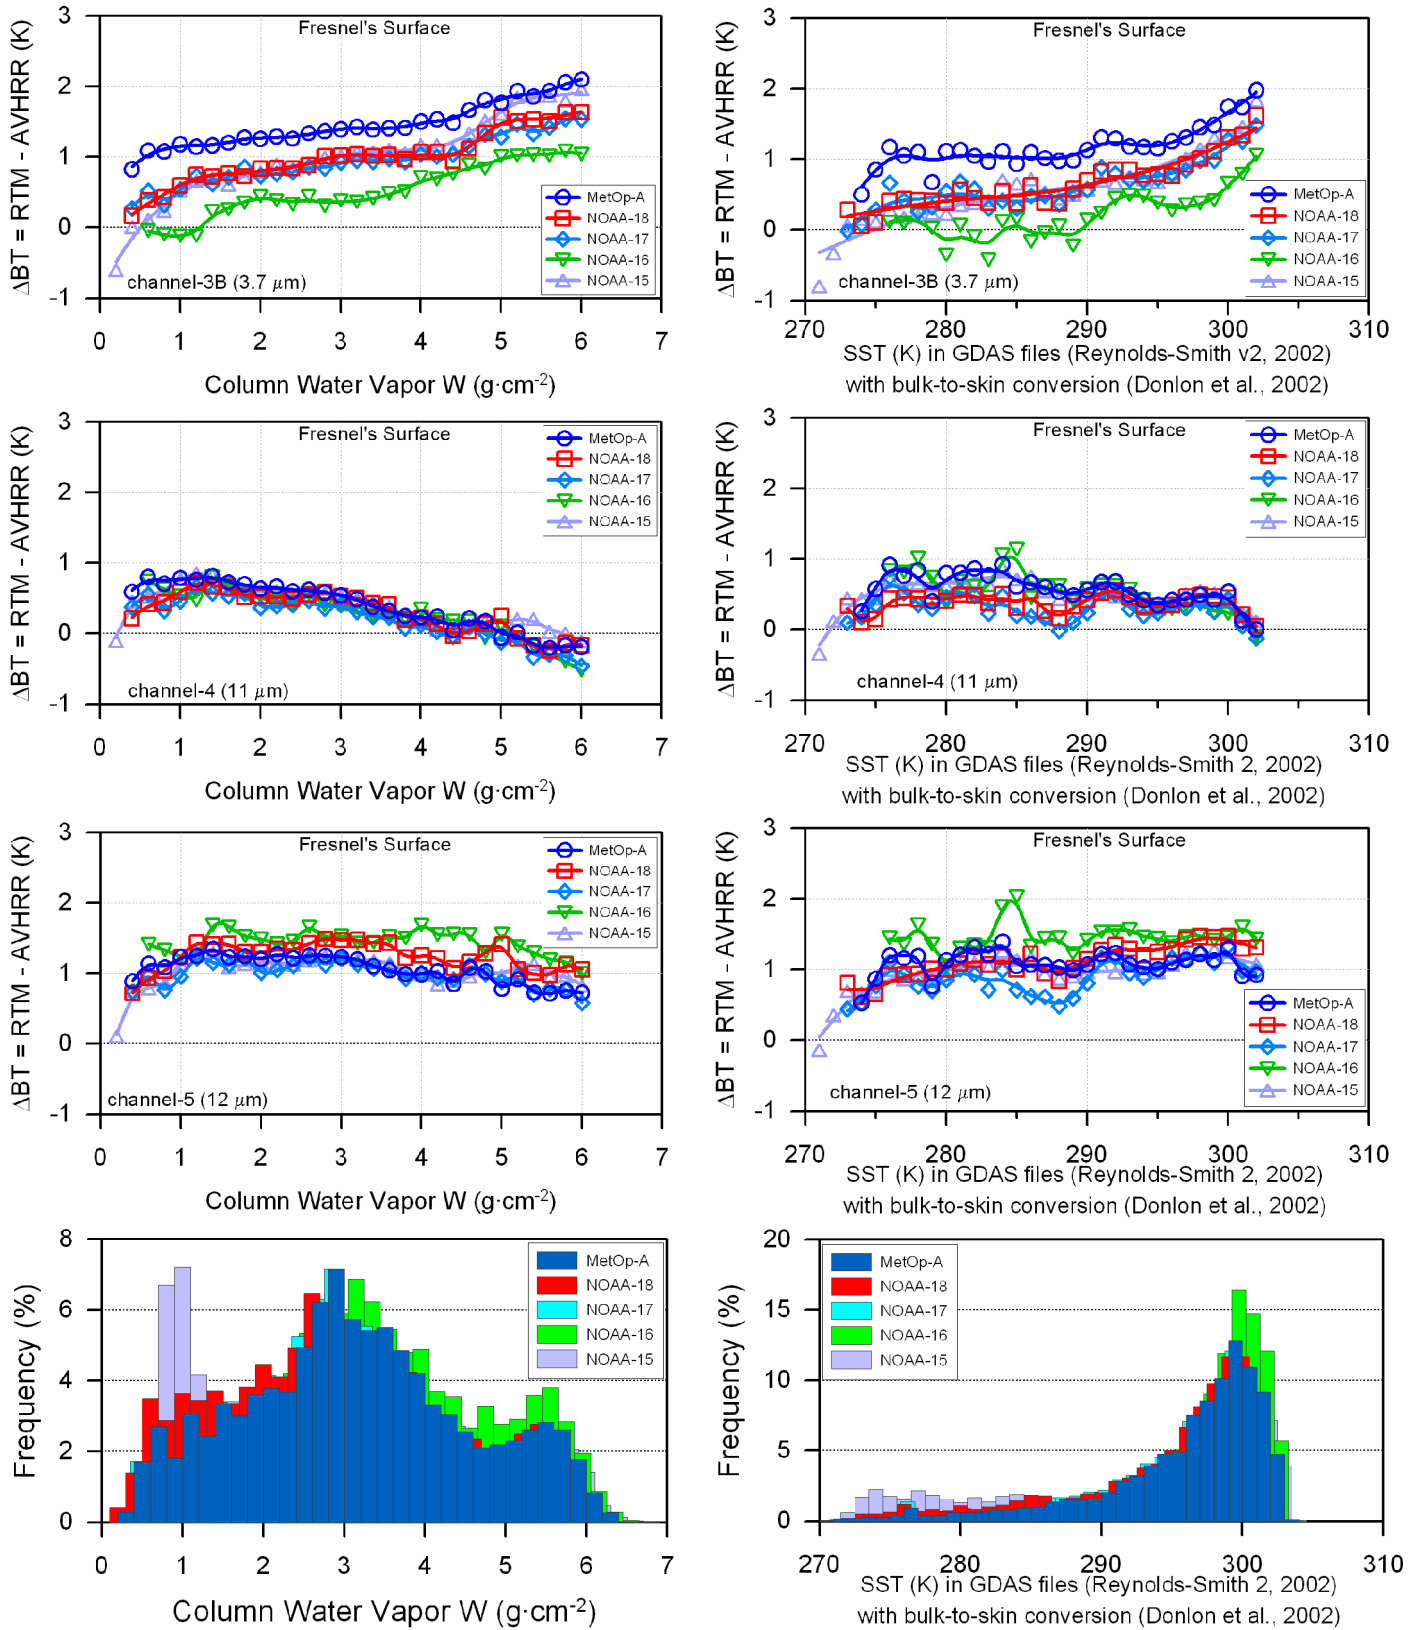 3
2
1
0
-1
ΔBT = RTM - AVHRR (K)
Fresnel's Surface
MetOp-A
NOAA-18
NOAA-17
NOAA-16
NOAA-15
channel-3B (3.7 μm)
0 1 2 3 4 5 6 7
Column Water Vapor W (g·cm-2)
3
2
1
0
-1
ΔBT = RTM - AVHRR (K)
Fresnel's Surface
MetOp-A
NOAA-18
NOAA-17
NOAA-16
NOAA-15
channel-3B (3.7 μm)
270 280 290 300 310
SST (K) in GDAS files (Reynolds-Smith v2, 2002)
with bulk-to-skin conversion (Donlon et al., 2002)
3
2
1
0
-1
ΔBT = RTM - AVHRR (K)
Fresnel's Surface
MetOp-A
NOAA-18
NOAA-17
NOAA-16
NOAA-15
channel-4 (11 μm)
0 1 2 3 4 5 6 7
Column Water Vapor W (g·cm-2)
3
2
1
0
-1
ΔBT = RTM - AVHRR (K)
Fresnel's Surface
MetOp-A
NOAA-18
NOAA-17
NOAA-16
NOAA-15
channel-4 (11 μm)
270 280 290 300 310
SST (K) in GDAS files (Reynolds-Smith 2, 2002)
with bulk-to-skin conversion (Donlon et al., 2002)
3
2
1
0
-1
ΔBT = RTM - AVHRR (K)
Fresnel's Surface
MetOp-A
NOAA-18
NOAA-17
NOAA-16
NOAA-15
channel-5 (12 μm)
0 1 2 3 4 5 6 7
Column Water Vapor W (g·cm-2)
3
2
1
0
-1
ΔBT = RTM - AVHRR (K)
Fresnel's Surface
MetOp-A
NOAA-18
NOAA-17
NOAA-16
NOAA-15
channel-5 (12 μm)
270 280 290 300 310
SST (K) in GDAS files (Reynolds-Smith 2, 2002)
with bulk-to-skin conversion (Donlon et al., 2002)
8
6
4
2
0
Frequency (%)
MetOp-A
NOAA-18
NOAA-17
NOAA-16
NOAA-15
0 1 2 3 4 5 6 7
Column Water Vapor W (g·cm-2)
20
15
10
5
0
Frequency (%)
MetOp-A
NOAA-18
NOAA-17
NOAA-16
NOAA-15
270 280 290 300 310
SST (K) in GDAS files (Reynolds-Smith 2, 2002)
with bulk-to-skin conversion (Donlon et al., 2002)